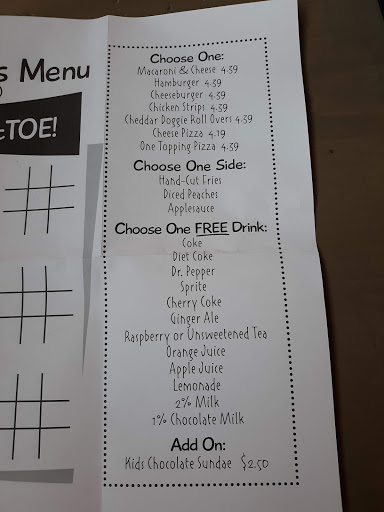 s Menu
TOE!
Choose One:
Macaroni & Cheese 4.39
Hamburger 4.39
Cheeseburger 4.39
Chicken Strips 4.39
Cheddar Doggie Roll Overs 4.39
Cheese Pizza 4.19
One Topping Pizza 4.39
Choose One Side:
Hand-Cut Fries
Diced Peaches
Applesauce
Choose One FREE Drink:
Coke
Diet Coke
Dr. Pepper
Sprite
Cherry Coke
Ginger Ale
Raspberry or Unsweetened Tea
Orange Juice
Apple Juice
Lemonade
2% Milk
1% Chocolate Milk
Add On:
Kids Chocolate Sundae $2.50